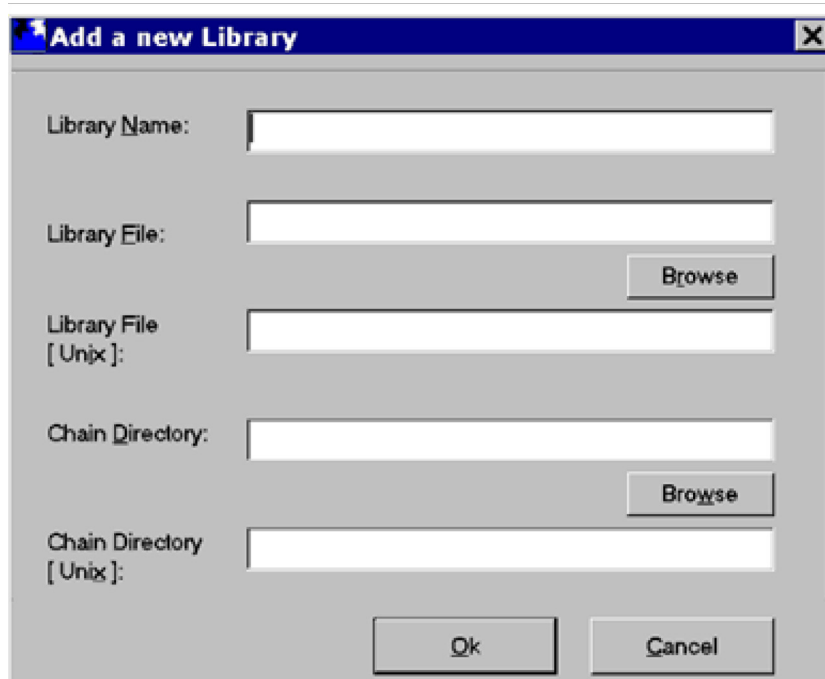 Add a new Library
Library Name:
Library File:
Browse
Library File
[ Unix ]:
Chain Directory:
Browse
Chain Directory
[ Unix ]:
Ok
Cancel